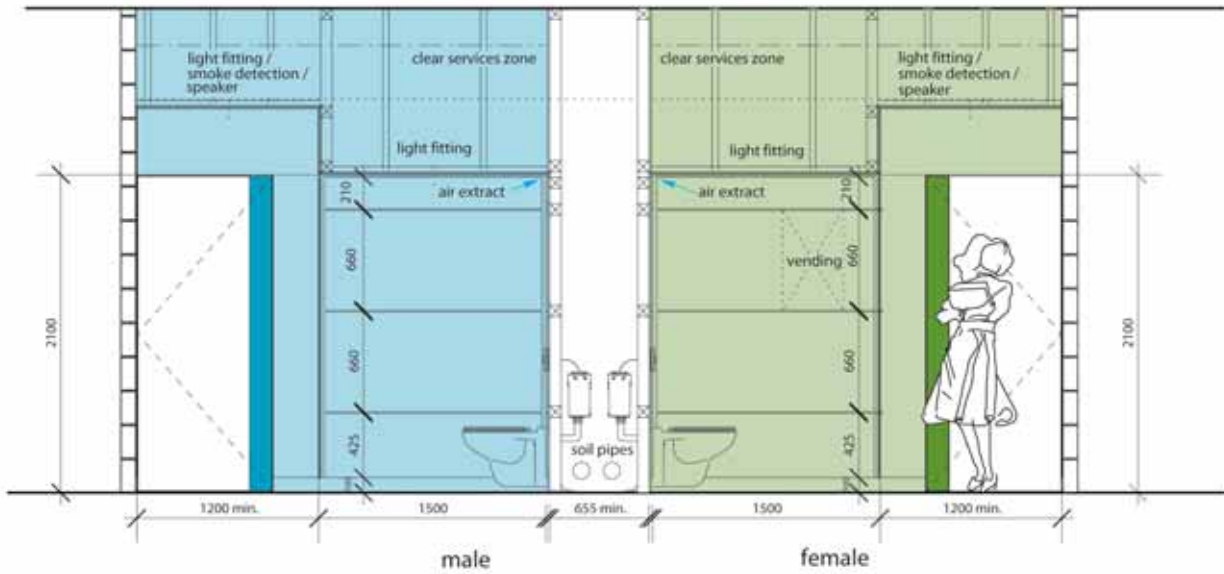 light fitting /
smoke detection /
speaker
clear services zone
clear services zone
light fitting /
smoke detection /
speaker
light fitting
light fitting
air extract
air extract
210
210
660
vending
660
2100
2100
660
660
425
soil pipes
425
1200 min.
1500
655 min.
1500
1200 min.
male
female